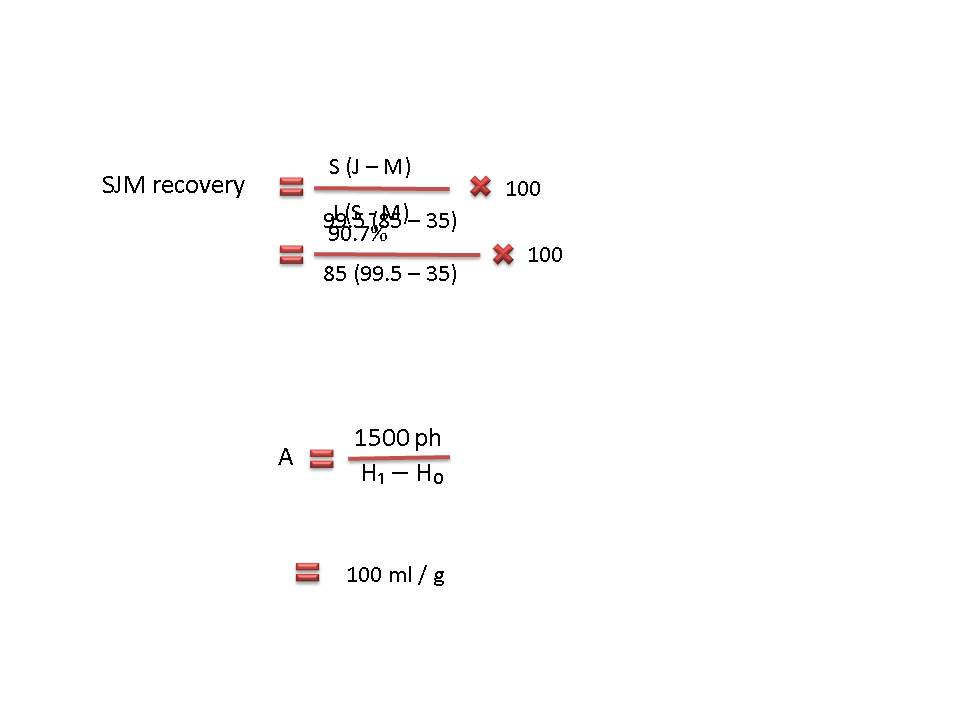 S (J – M)
SJM recovery = ✖ 100
J (S - M)
99.5 (85 – 35)
90.7%
= ✖ 100
85 (99.5 – 35)
1500 ph
A =
H₁ – H₀
= 100 ml / g